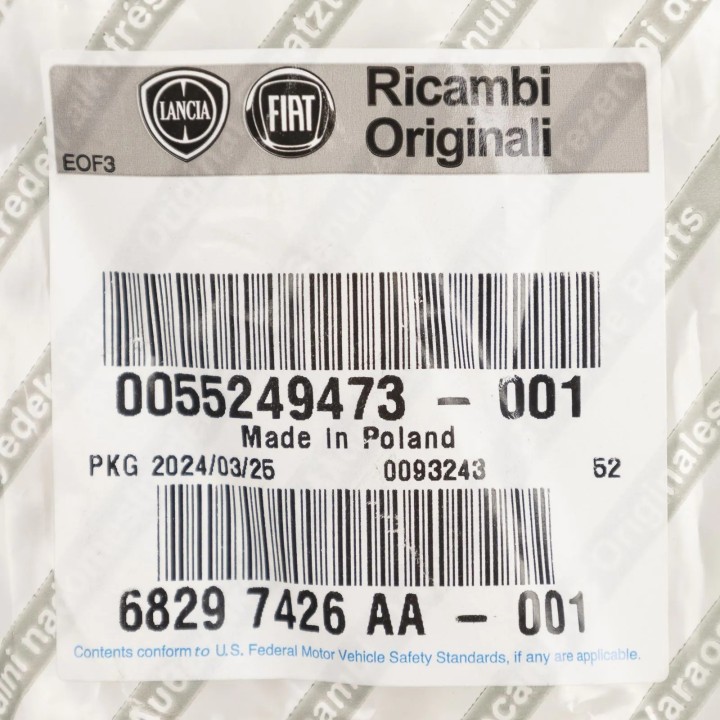 LANCIA FIAT Ricambi
Originali
EOF3
0055249473 - 001
Made in Poland
PKG 2024/03/25 0093243 52
6829 7426 AA - 001
Contents conform to U.S. Federal Motor Vehicle Safety Standards, if any are applicable.